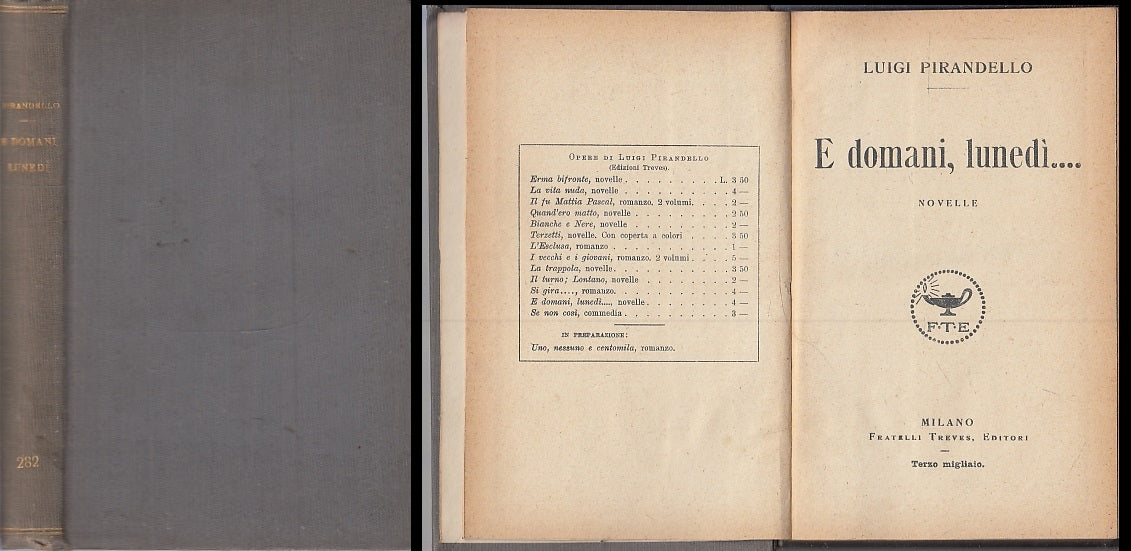 PIRANDELLO
E DOMANI,
LUNEDÌ
282
OPERE DI LUIGI PIRANDELLO
(Edizioni Treves).
Erma bifronte, novelle . . . . . . . . . . L. 3 50
La vita nuda, novelle . . . . . . . . . . 4 —
Il fu Mattia Pascal, romanzo. 2 volumi. . . . 2 —
Quand'ero matto, novelle . . . . . . . . . 2 50
Bianche e Nere, novelle . . . . . . . . . 2 —
Terzetti, novelle. Con coperta a colori . . . . 3 50
L'Esclusa, romanzo . . . . . . . . . . . 1 —
I vecchi e i giovani, romanzo. 2 volumi . . . . 5 —
La trappola, novelle . . . . . . . . . . . 3 50
Il turno; Lontano, novelle . . . . . . . . 2 —
Si gira...., romanzo. . . . . . . . . . . 4 —
E domani, lunedì...., novelle . . . . . . . . 4 —
Se non così, commedia . . . . . . . . . . 3 —
IN PREPARAZIONE:
Uno, nessuno e centomila, romanzo.
LUIGI PIRANDELLO
E domani, lunedì....
NOVELLE
F·T·E
MILANO
FRATELLI TREVES, EDITORI
Terzo migliaio.